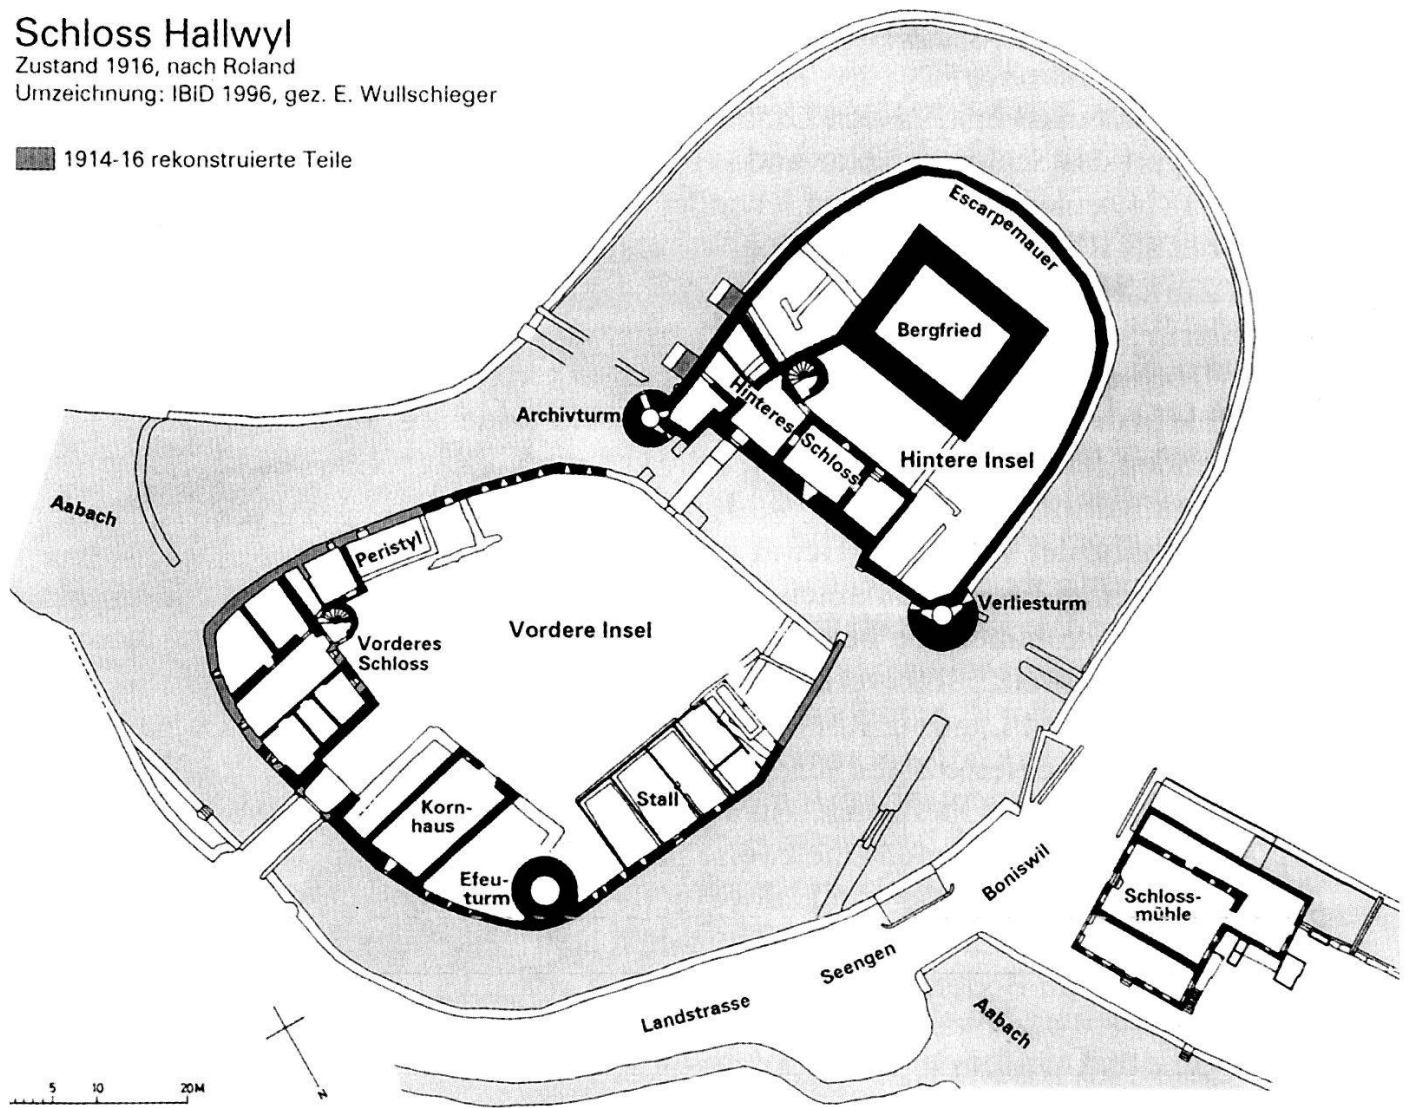 Schloss Hallwyl
Zustand 1916, nach Roland
Umzeichnung: IBID 1996, gez. E. Wullschleger
1914-16 rekonstruierte Teile
Escarpemauer
Bergfried
Archivturm
Hinteres
Schloss
Hintere Insel
Aabach
Peristyl
Verliesturm
Vordere Insel
Vorderes
Schloss
Korn-
haus
Stall
Efeu-
turm
Boniswil
Schloss-
mühle
Seengen
Landstrasse
Aabach
N
5 10 20M